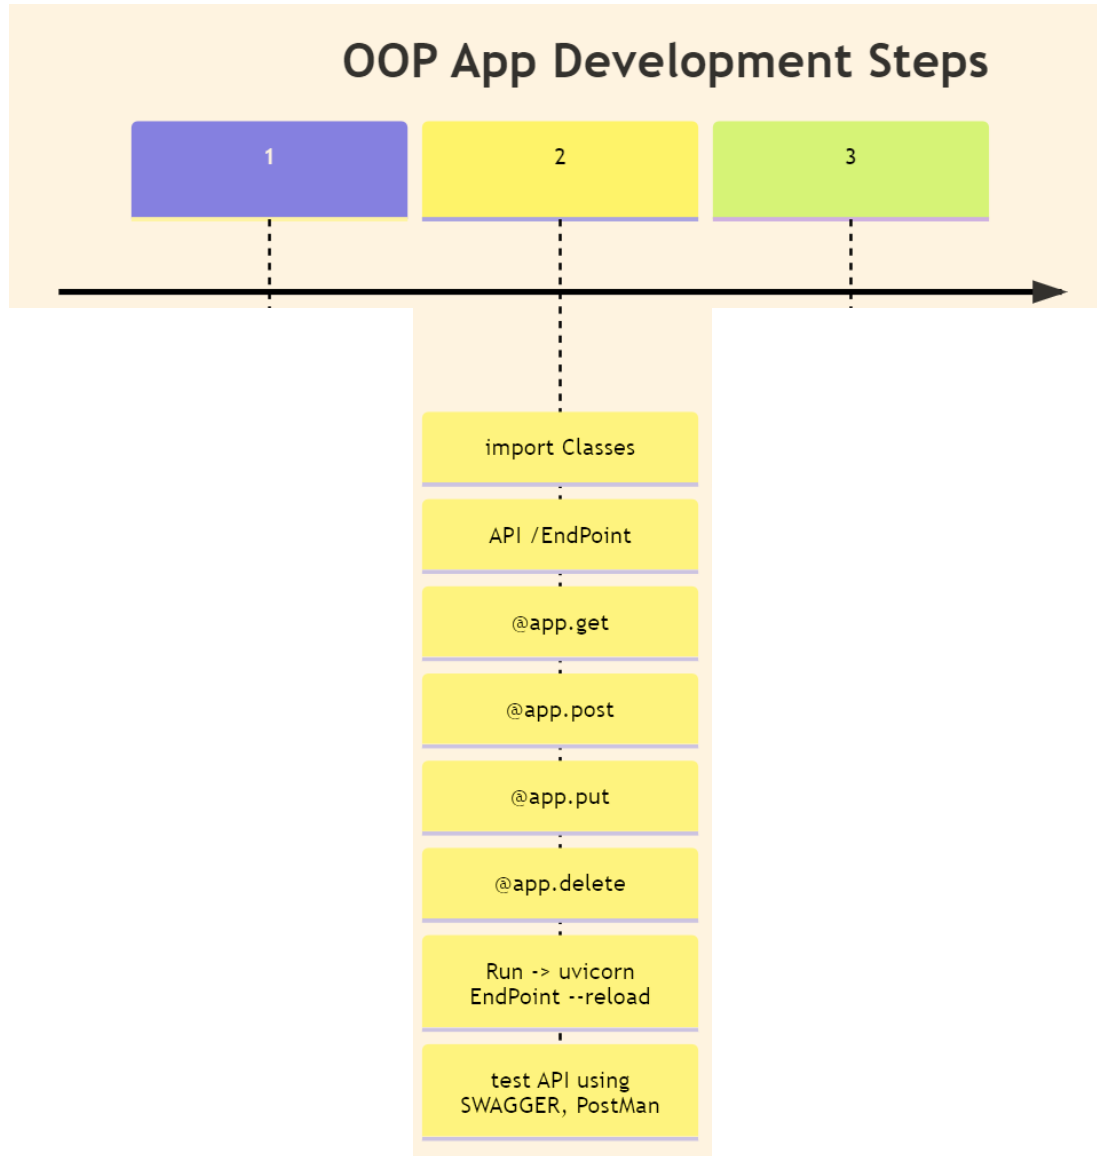 OOP App Development Steps
1
2
3
import Classes
API /EndPoint
@app.get
@app.post
@app.put
@app.delete
Run -> uvicorn
EndPoint --reload
test API using
SWAGGER, PostMan